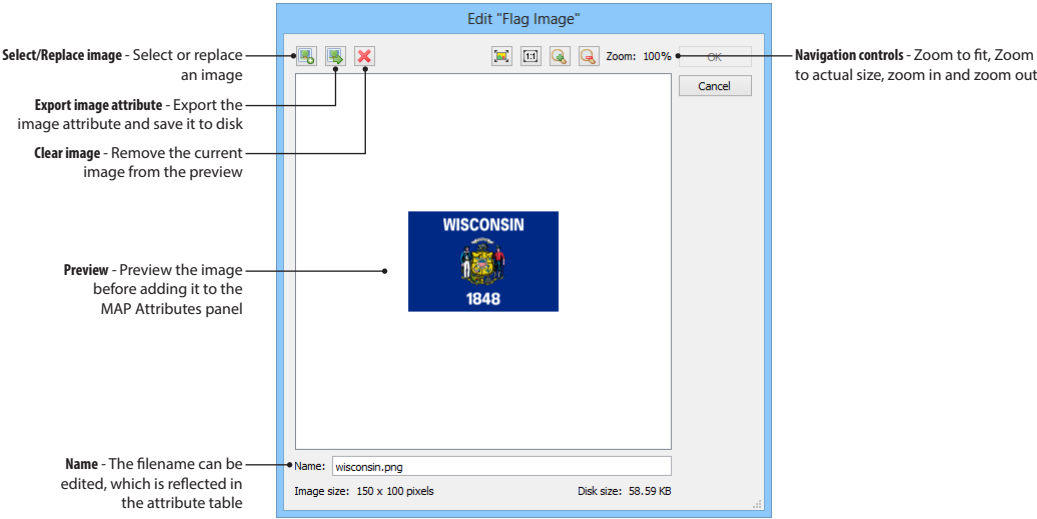 Edit "Flag Image"
Select/Replace image - Select or replace
an image
Export image attribute - Export the
image attribute and save it to disk
Clear image - Remove the current
image from the preview
1:1
Zoom: 100%
OK
Cancel
Navigation controls - Zoom to fit, Zoom
to actual size, zoom in and zoom out
WISCONSIN
1848
Preview - Preview the image
before adding it to the
MAP Attributes panel
Name - The filename can be
edited, which is reflected in
the attribute table
Name: wisconsin.png
Image size: 150 x 100 pixels
Disk size: 58.59 KB